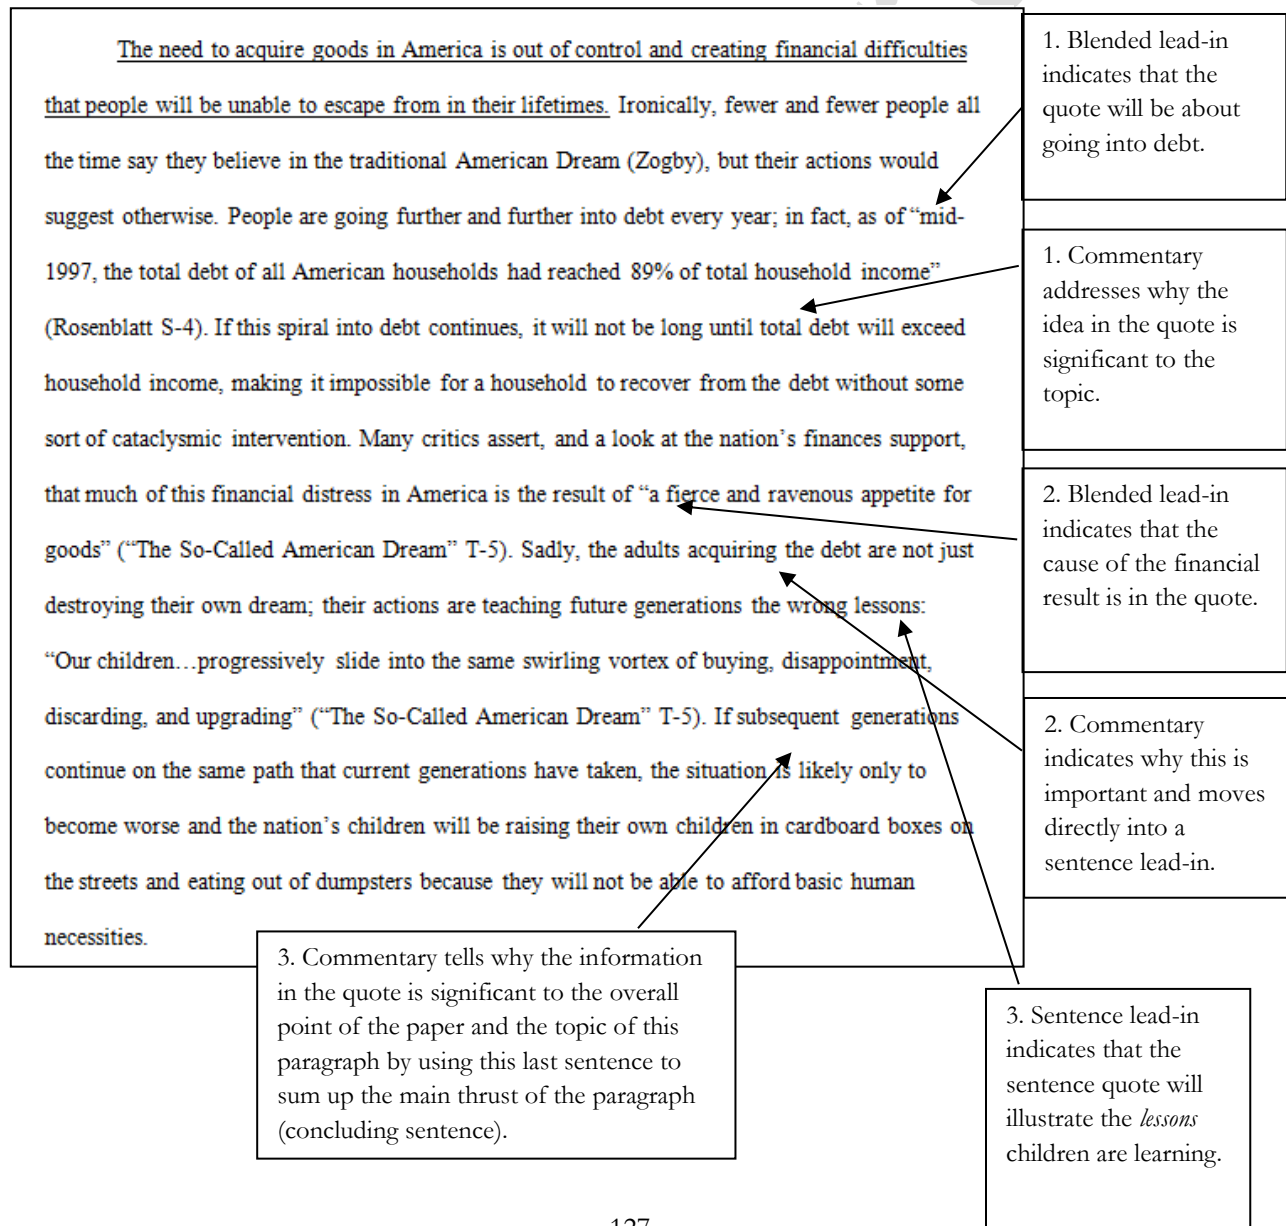 The need to acquire goods in America is out of control and creating financial difficulties
that people will be unable to escape from in their lifetimes. Ironically, fewer and fewer people all
the time say they believe in the traditional American Dream (Zogby), but their actions would
suggest otherwise. People are going further and further into debt every year; in fact, as of “mid-
1997, the total debt of all American households had reached 89% of total household income”
(Rosenblatt S-4). If this spiral into debt continues, it will not be long until total debt will exceed
household income, making it impossible for a household to recover from the debt without some
sort of cataclysmic intervention. Many critics assert, and a look at the nation’s finances support,
that much of this financial distress in America is the result of “a fierce and ravenous appetite for
goods” (“The So-Called American Dream” T-5). Sadly, the adults acquiring the debt are not just
destroying their own dream; their actions are teaching future generations the wrong lessons:
“Our children…progressively slide into the same swirling vortex of buying, disappointment,
discarding, and upgrading” (“The So-Called American Dream” T-5). If subsequent generations
continue on the same path that current generations have taken, the situation is likely only to
become worse and the nation’s children will be raising their own children in cardboard boxes on
the streets and eating out of dumpsters because they will not be able to afford basic human
necessities.
1. Blended lead-in
indicates that the
quote will be about
going into debt.
1. Commentary
addresses why the
idea in the quote is
significant to the
topic.
2. Blended lead-in
indicates that the
cause of the financial
result is in the quote.
2. Commentary
indicates why this is
important and moves
directly into a
sentence lead-in.
3. Commentary tells why the information
in the quote is significant to the overall
point of the paper and the topic of this
paragraph by using this last sentence to
sum up the main thrust of the paragraph
(concluding sentence).
3. Sentence lead-in
indicates that the
sentence quote will
illustrate the lessons
children are learning.
127